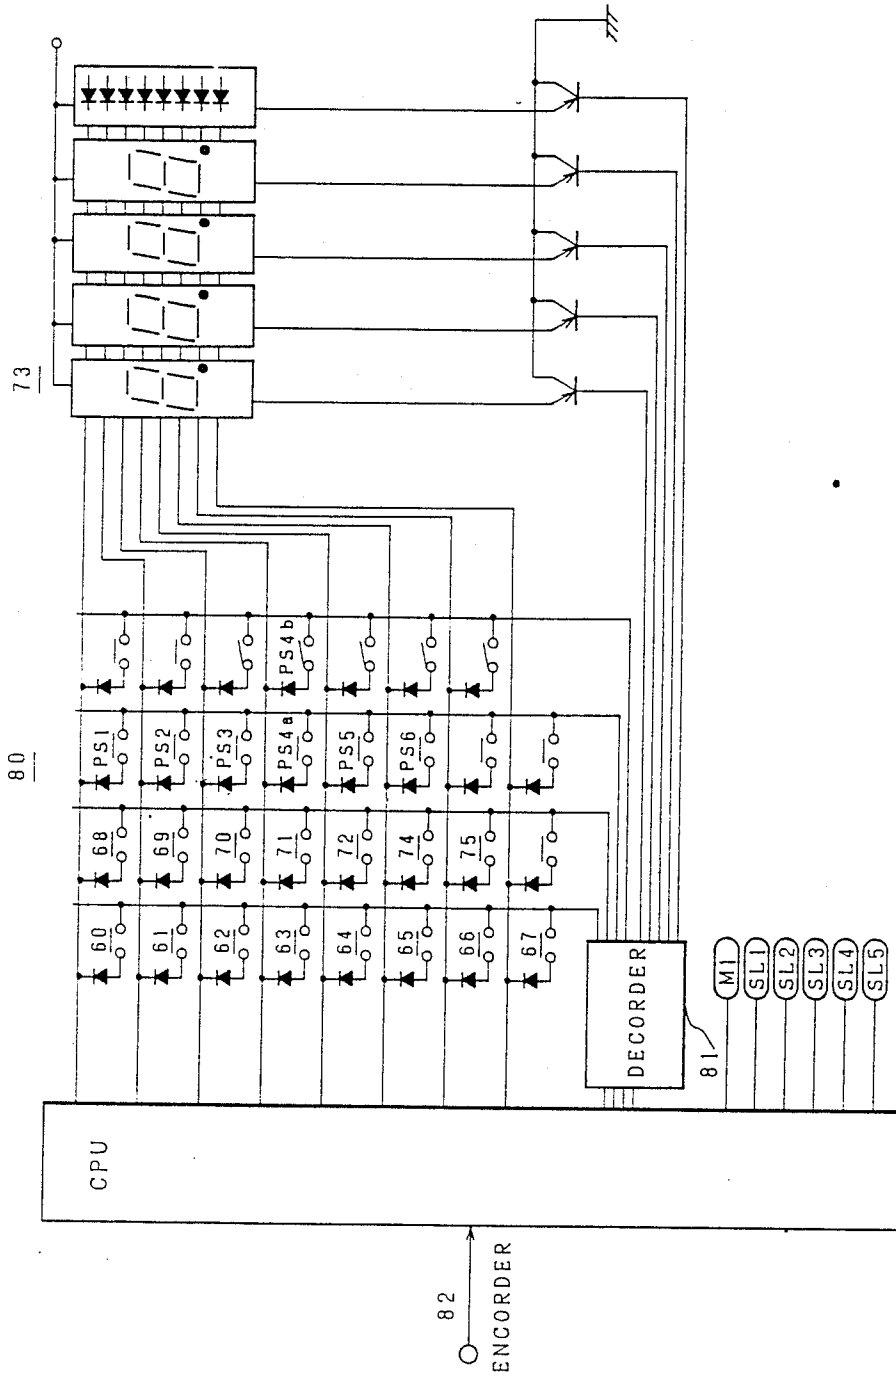 80
73
60
68
PS1
61
69
PS2
62
70
PS3
63
71
PS4a
PS4b
64
72
PS5
65
74
PS6
66
75
67
CPU
82
ENCORDER
DECORDER
81
M1
SL1
SL2
SL3
SL4
SL5